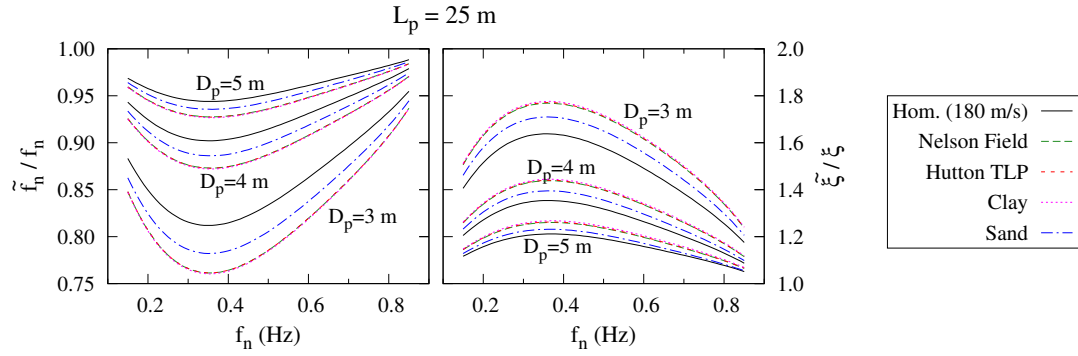 L_p = 25 m
1.00
0.95
0.90
0.85
0.80
0.75
f̃_n / f_n
D_p=5 m
D_p=4 m
D_p=3 m
0.2 0.4 0.6 0.8
f_n (Hz)
D_p=3 m
D_p=4 m
D_p=5 m
0.2 0.4 0.6 0.8
f_n (Hz)
2.0
1.8
1.6
1.4
1.2
1.0
ξ̃ / ξ
Hom. (180 m/s)
Nelson Field
Hutton TLP
Clay
Sand